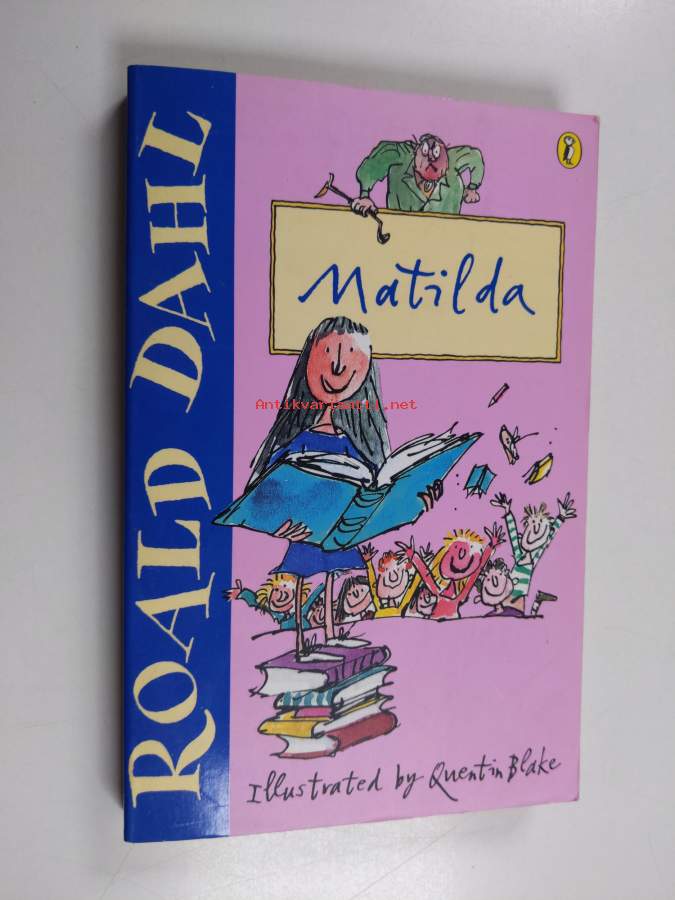 ROALD DAHL
Matilda
Antikvariaatti.net
Illustrated by Quentin Blake